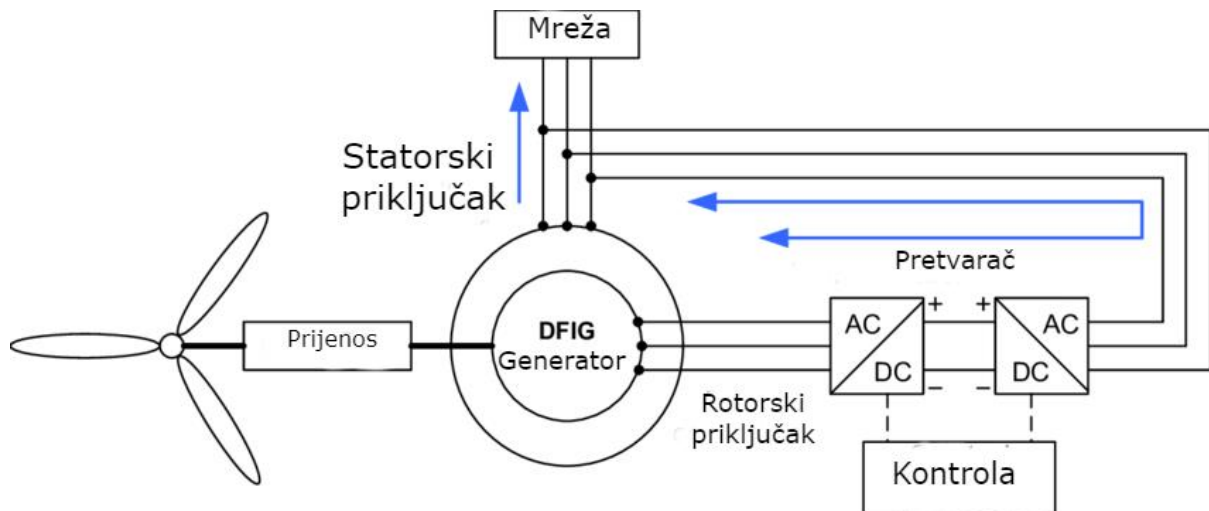 Mreža
Statorski
priključak
Pretvarač
Prijenos
DFIG
Generator
+ +
AC
DC
- -
AC
DC
Rotorski
priključak
Kontrola